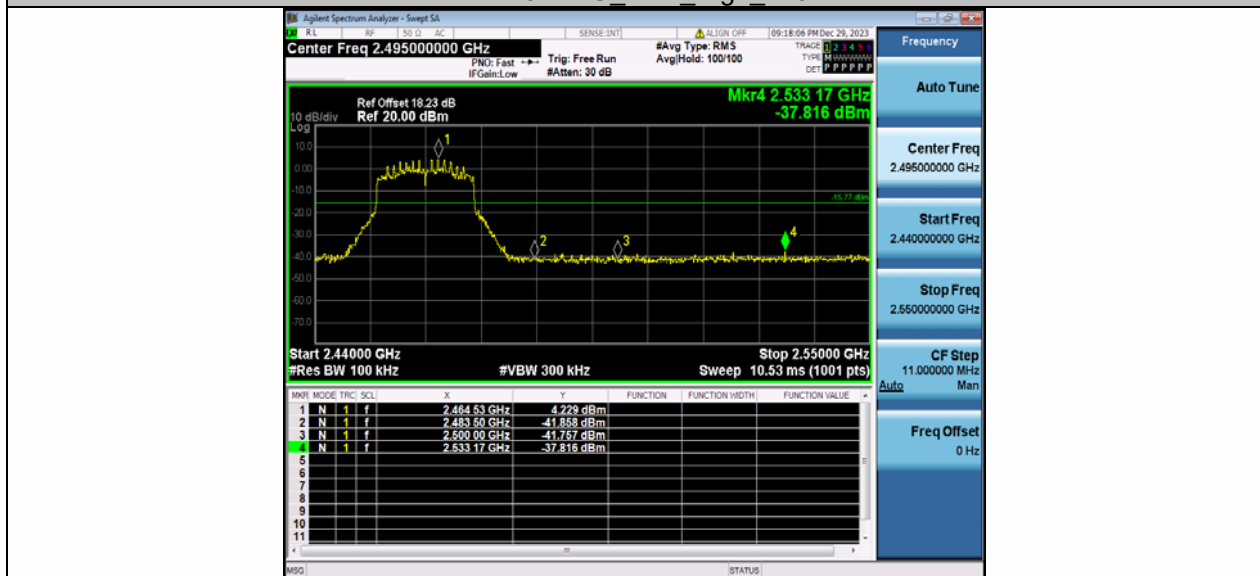 Agilent Spectrum Analyzer - Swept SA
RL RF 50 Ω AC SENSE:INT ALIGN OFF 09:18:06 PM Dec 29, 2023
Center Freq 2.495000000 GHz
PNO: Fast
IFGain:Low
Trig: Free Run
#Atten: 30 dB
#Avg Type: RMS
Avg|Hold: 100/100
TRACE 1 2 3 4 5 6
TYPE M WWWWW
DET P P P P P P
Ref Offset 18.23 dB
Ref 20.00 dBm
10 dB/div
Log
Mkr4 2.533 17 GHz
-37.816 dBm
10.0
0.00
-10.0
-20.0
-30.0
-40.0
-50.0
-60.0
-70.0
1
2
3
4
-15.77 dBm
Start 2.44000 GHz Stop 2.55000 GHz
#Res BW 100 kHz #VBW 300 kHz Sweep 10.53 ms (1001 pts)
MKR MODE TRC SCL X Y FUNCTION FUNCTION WIDTH FUNCTION VALUE
1 N 1 f 2.464 53 GHz 4.229 dBm
2 N 1 f 2.483 50 GHz -41.858 dBm
3 N 1 f 2.500 00 GHz -41.757 dBm
4 N 1 f 2.533 17 GHz -37.816 dBm
5
6
7
8
9
10
11
MSG STATUS
Frequency
Auto Tune
Center Freq
2.495000000 GHz
Start Freq
2.440000000 GHz
Stop Freq
2.550000000 GHz
CF Step
11.000000 MHz
Auto Man
Freq Offset
0 Hz